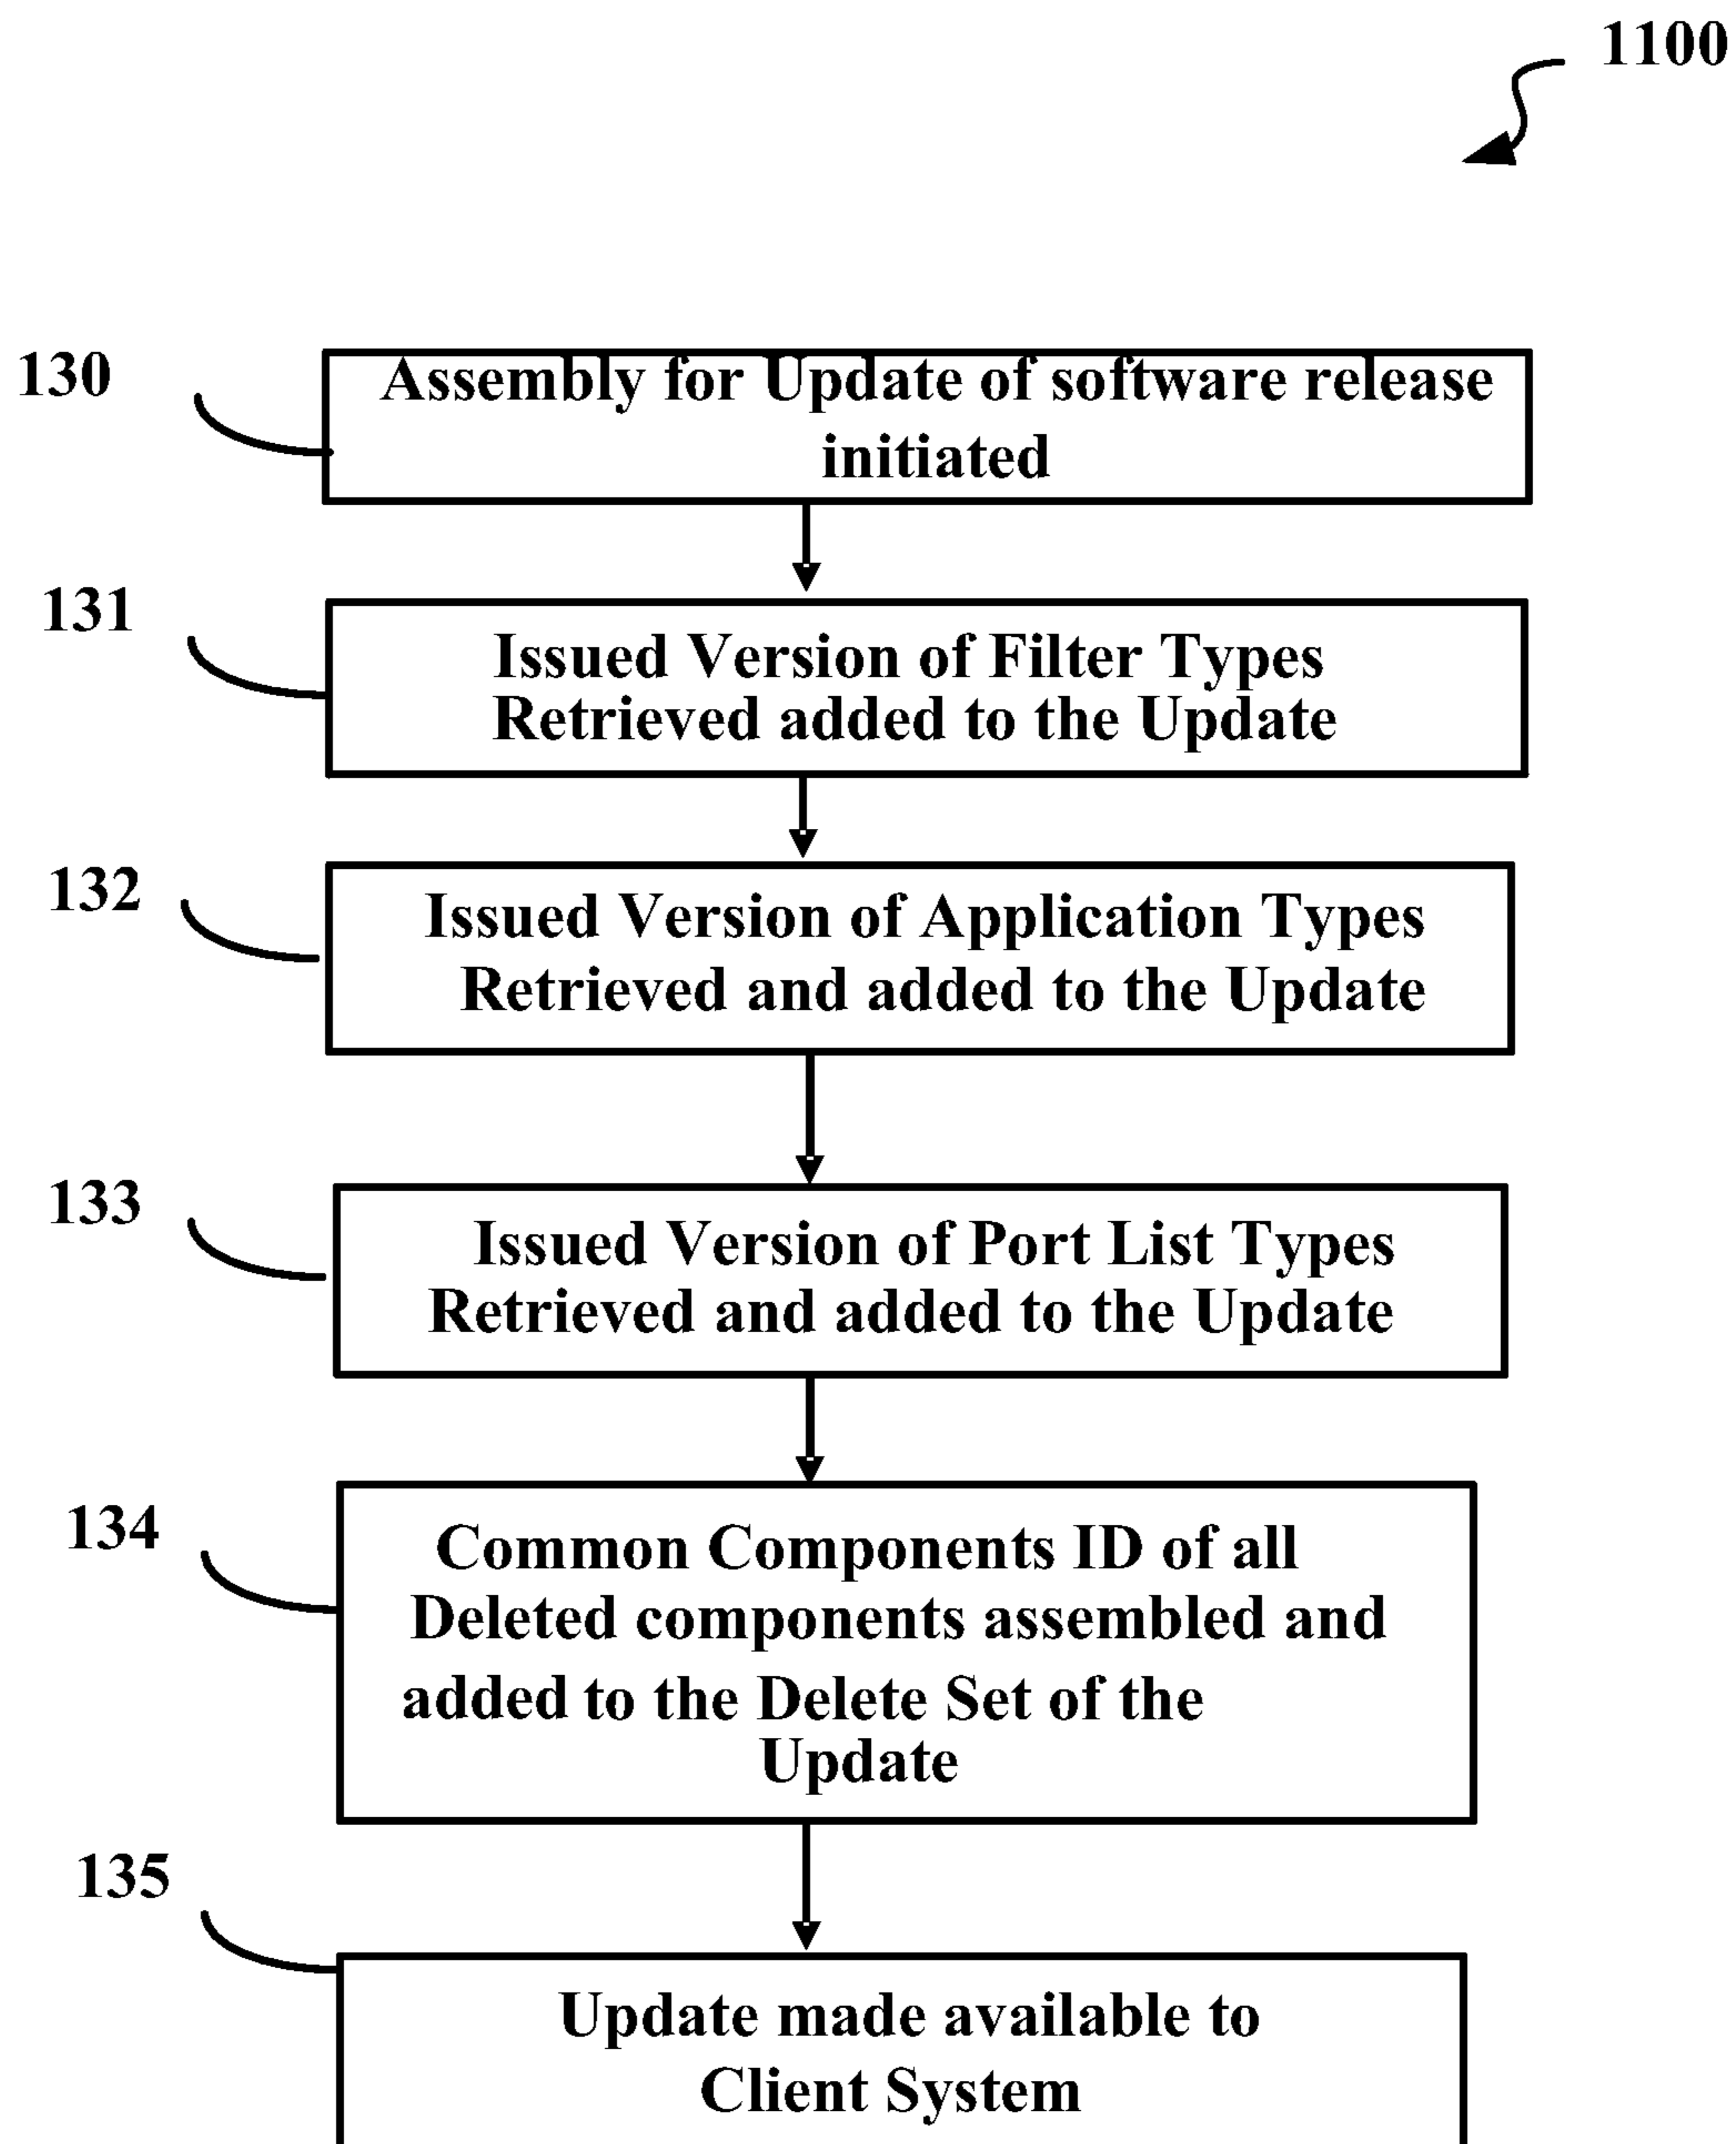 1100
130
Assembly for Update of software release
initiated
131
Issued Version of Filter Types
Retrieved added to the Update
132
Issued Version of Application Types
Retrieved and added to the Update
133
Issued Version of Port List Types
Retrieved and added to the Update
134
Common Components ID of all
Deleted components assembled and
added to the Delete Set of the
Update
135
Update made available to
Client System